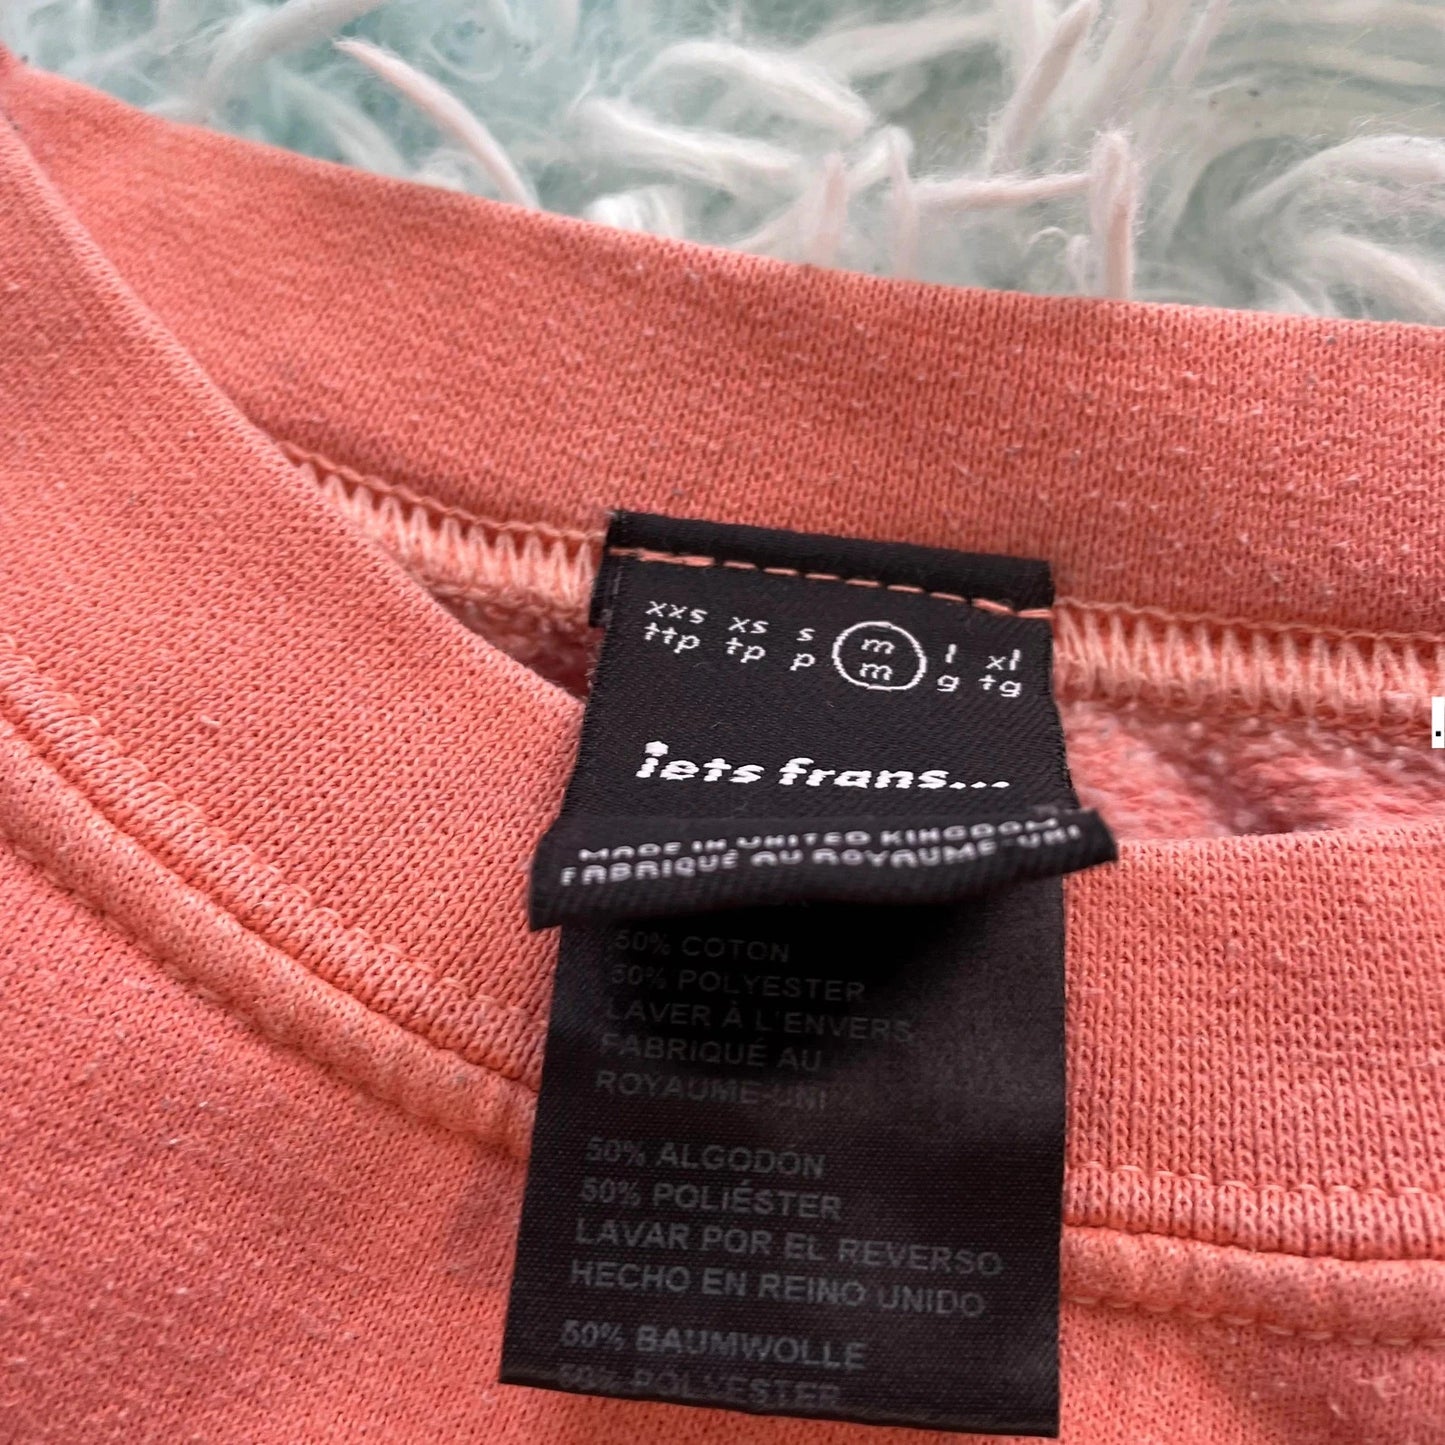 xxs xs s m l xl
ttp tp p m g tg
iets frans...
MADE IN UNITED KINGDOM
FABRIQUÉ AU ROYAUME-UNI
50% COTON
50% POLYESTER
LAVER À L'ENVERS
FABRIQUÉ AU
ROYAUME-UNI
50% ALGODÓN
50% POLIÉSTER
LAVAR POR EL REVERSO
HECHO EN REINO UNIDO
50% BAUMWOLLE
50% POLYESTER